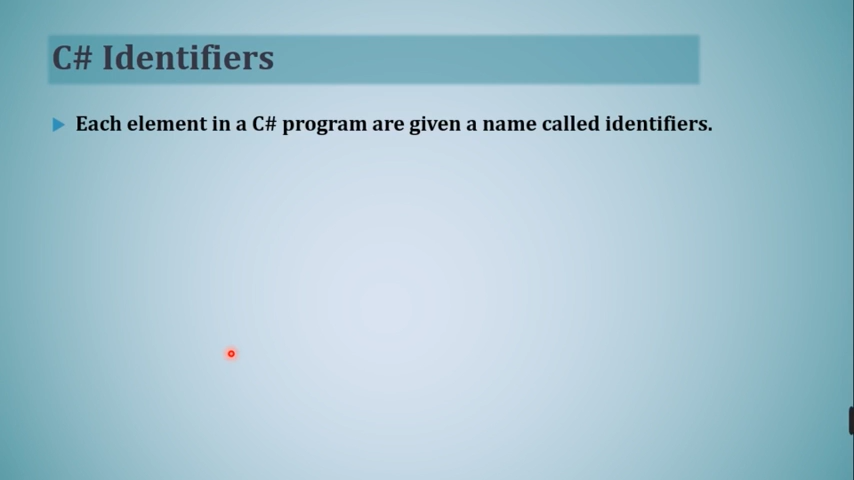 C# Identifiers
Each element in a C# program are given a name called identifiers.